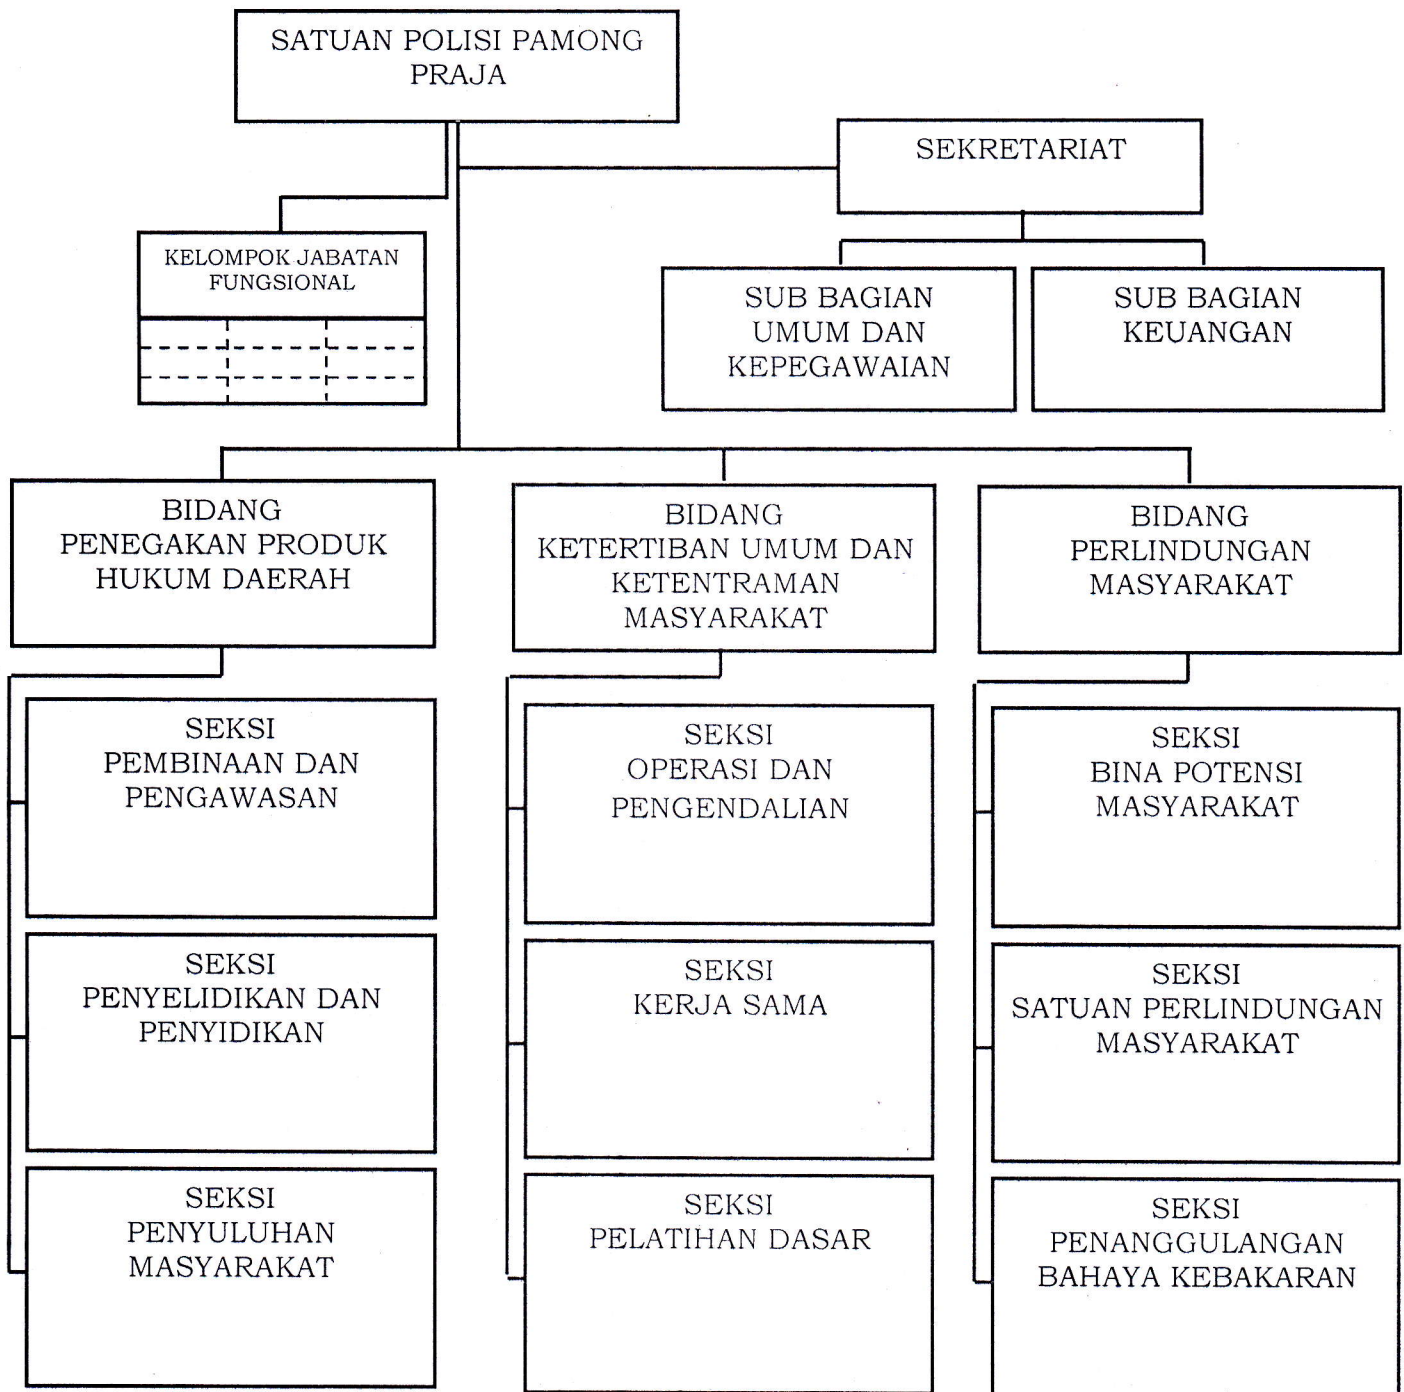 SATUAN POLISI PAMONG
PRAJA
SEKRETARIAT
KELOMPOK JABATAN
FUNGSIONAL
SUB BAGIAN
UMUM DAN
KEPEGAWAIAN
SUB BAGIAN
KEUANGAN
BIDANG
PENEGAKAN PRODUK
HUKUM DAERAH
BIDANG
KETERTIBAN UMUM DAN
KETENTRAMAN
MASYARAKAT
BIDANG
PERLINDUNGAN
MASYARAKAT
SEKSI
PEMBINAAN DAN
PENGAWASAN
SEKSI
OPERASI DAN
PENGENDALIAN
SEKSI
BINA POTENSI
MASYARAKAT
SEKSI
PENYELIDIKAN DAN
PENYIDIKAN
SEKSI
KERJA SAMA
SEKSI
SATUAN PERLINDUNGAN
MASYARAKAT
SEKSI
PENYULUHAN
MASYARAKAT
SEKSI
PELATIHAN DASAR
SEKSI
PENANGGULANGAN
BAHAYA KEBAKARAN